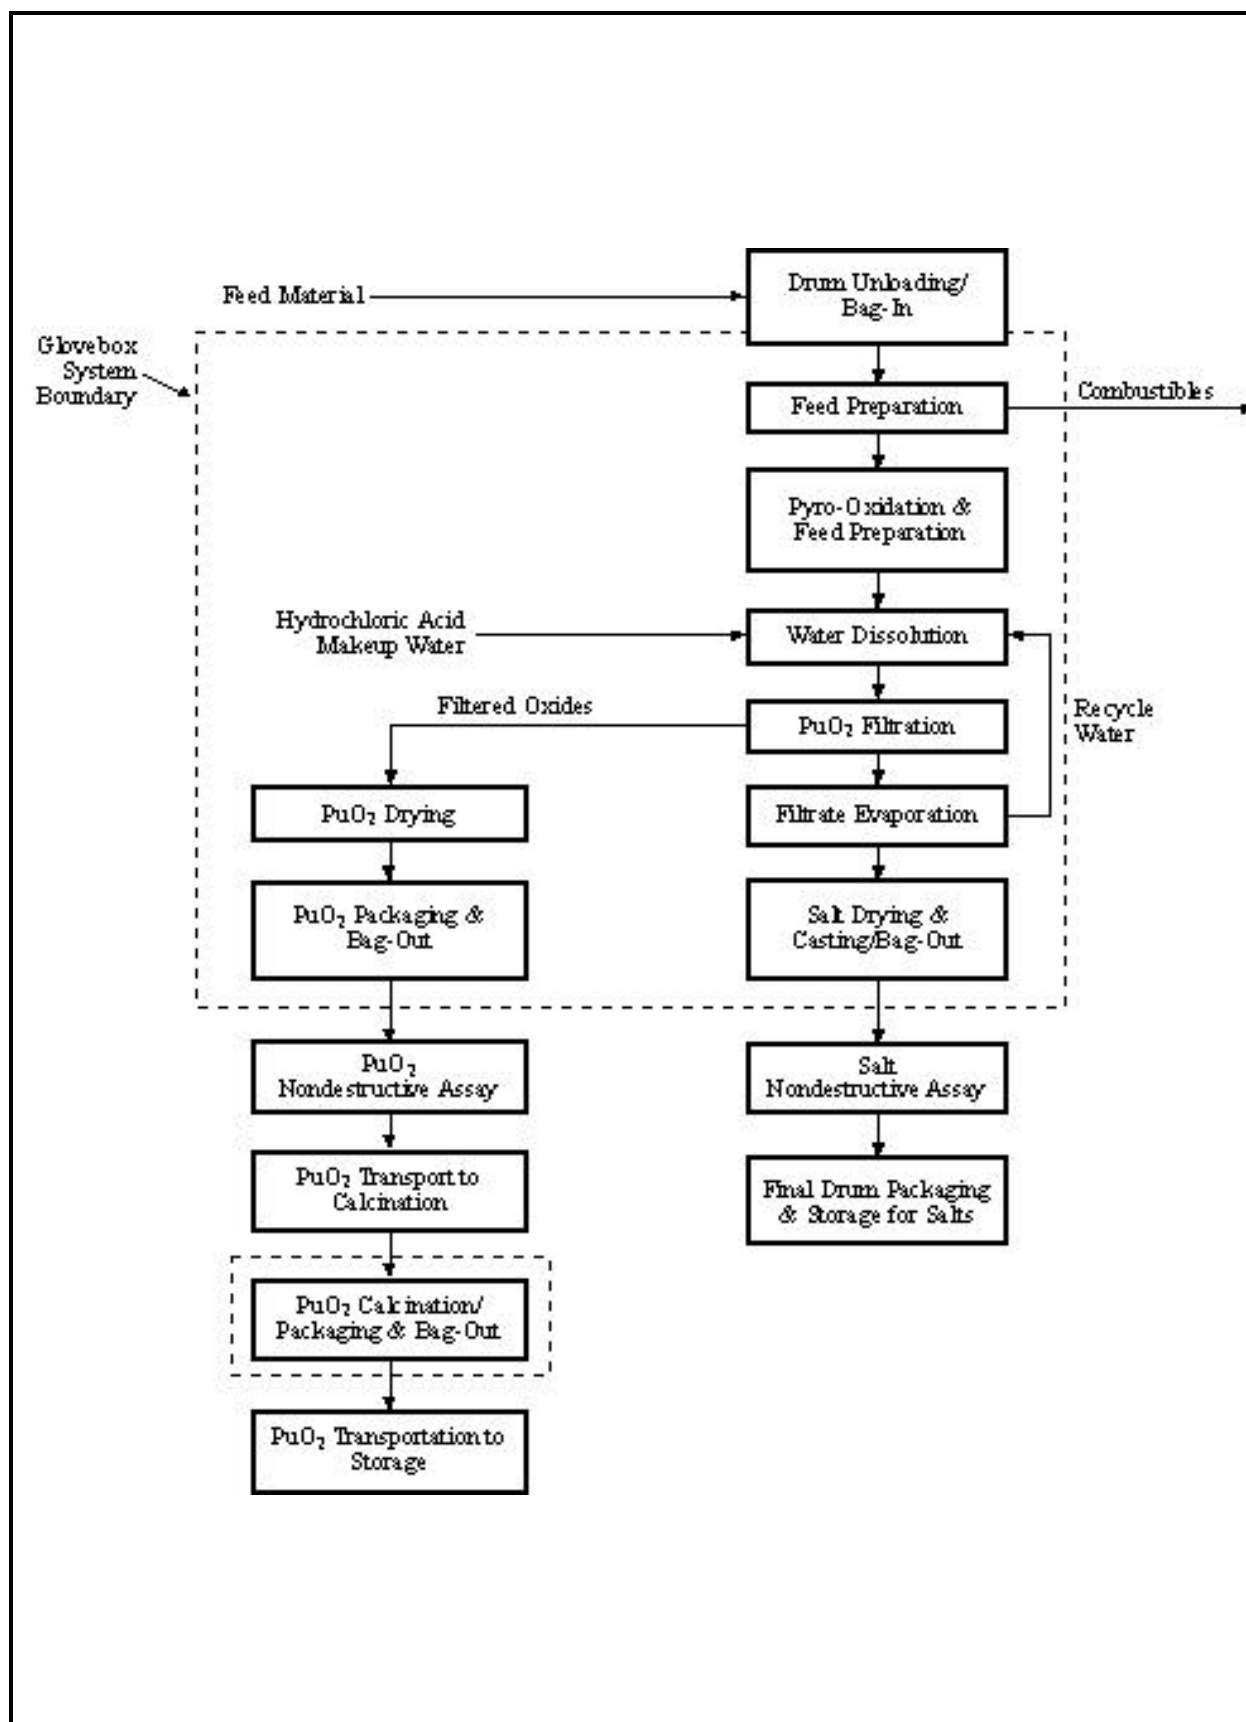 Drum Unloading/
Bag-In
Feed Material
Glovebox
System
Boundary
Feed Preparation
Combustibles
Pyro-Oxidation &
Feed Preparation
Hydrochloric Acid
Makeup Water
Water Dissolution
Filtered Oxides
PuO₂ Filtration
Recycle
Water
PuO₂ Drying
Filtrate Evaporation
PuO₂ Packaging &
Bag-Out
Salt Drying &
Casting/Bag-Out
PuO₂
Nondestructive Assay
Salt
Nondestructive Assay
PuO₂ Transport to
Calcination
Final Drum Packaging
& Storage for Salts
PuO₂ Calcination/
Packaging & Bag-Out
PuO₂ Transportation to
Storage